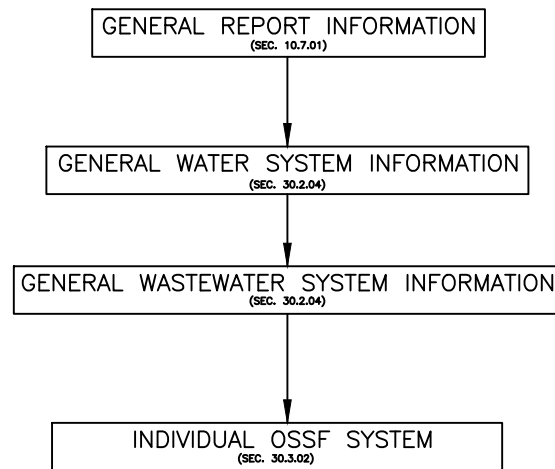 GENERAL REPORT INFORMATION
(SEC. 10.7.01)
GENERAL WATER SYSTEM INFORMATION
(SEC. 30.2.04)
GENERAL WASTEWATER SYSTEM INFORMATION
(SEC. 30.2.04)
INDIVIDUAL OSSF SYSTEM
(SEC. 30.3.02)